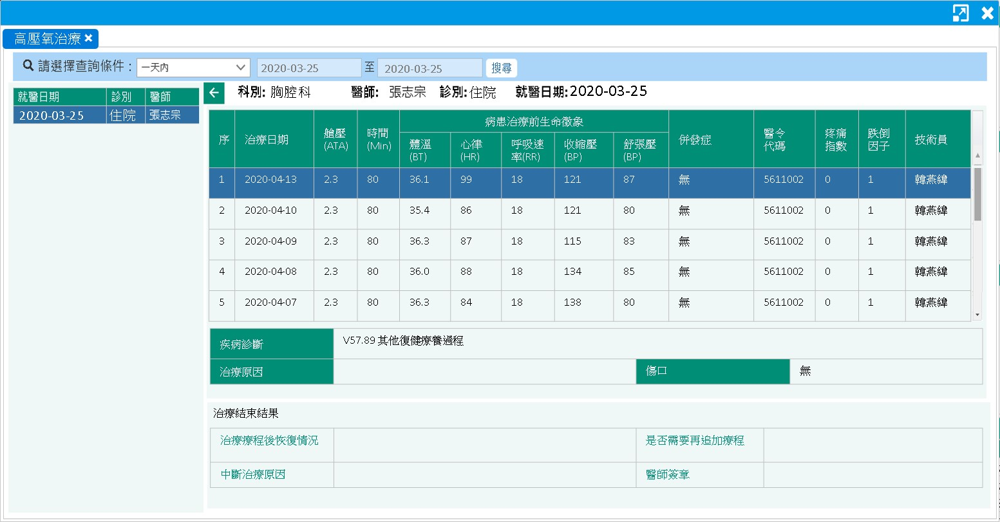 高壓氧治療
請選擇查詢條件： 一天內 2020-03-25 至 2020-03-25 搜尋
就醫日期 診別 醫師
2020-03-25 住院 張志宗
科別: 胸腔科 醫師: 張志宗 診別:住院 就醫日期:2020-03-25
序 治療日期 艙壓(ATA) 時間(Min) 病患治療前生命徵象 併發症 醫令代碼 疼痛指數 跌倒因子 技術員
體溫(BT) 心律(HR) 呼吸速率(RR) 收縮壓(BP) 舒張壓(BP)
1 2020-04-13 2.3 80 36.1 99 18 121 87 無 5611002 0 1 韓燕緯
2 2020-04-10 2.3 80 35.4 86 18 121 80 無 5611002 0 1 韓燕緯
3 2020-04-09 2.3 80 36.3 87 18 115 83 無 5611002 0 1 韓燕緯
4 2020-04-08 2.3 80 36.0 88 18 134 85 無 5611002 0 1 韓燕緯
5 2020-04-07 2.3 80 36.3 84 18 138 80 無 5611002 0 1 韓燕緯
疾病診斷 V57.89 其他復健療養過程
治療原因 傷口 無
治療結束結果
治療療程後恢復情況 是否需要再追加療程
中斷治療原因 醫師簽章